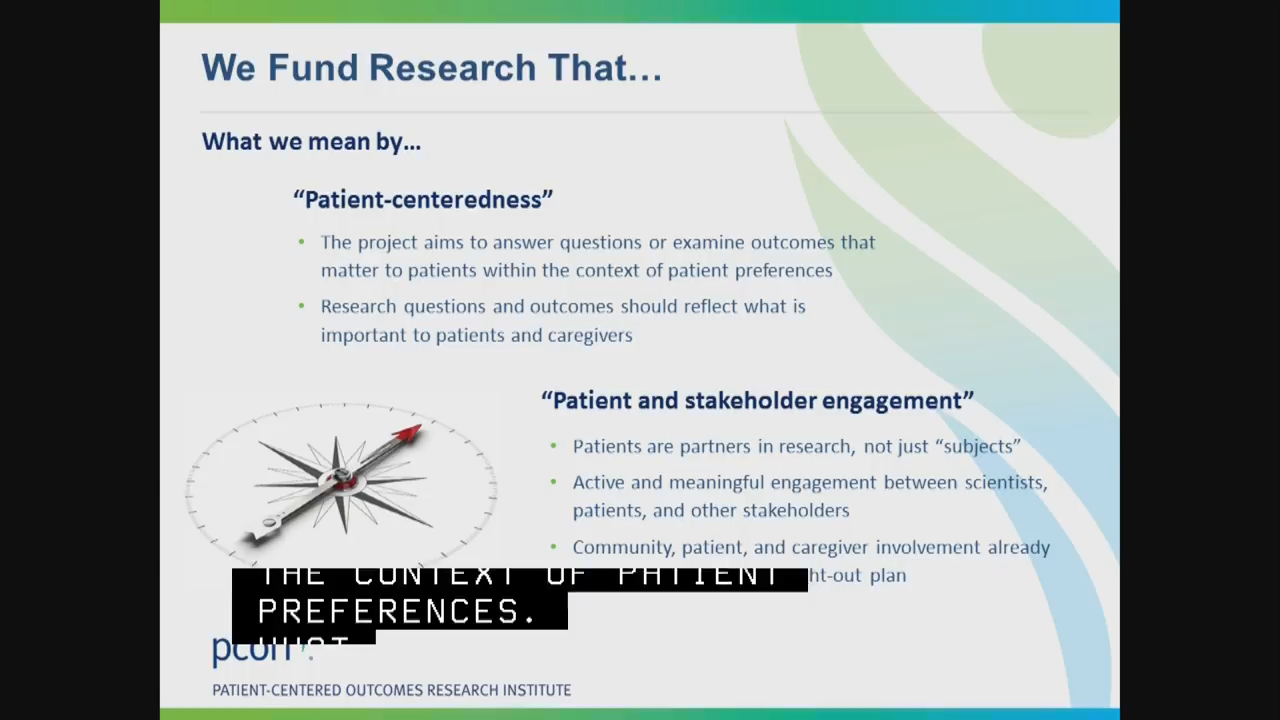 We Fund Research That…
What we mean by…
“Patient-centeredness”
• The project aims to answer questions or examine outcomes that
matter to patients within the context of patient preferences
• Research questions and outcomes should reflect what is
important to patients and caregivers
“Patient and stakeholder engagement”
• Patients are partners in research, not just “subjects”
• Active and meaningful engagement between scientists,
patients, and other stakeholders
• Community, patient, and caregiver involvement already
ht-out plan
THE CONTEXT OF PATIENT
PREFERENCES.
pcori
PATIENT-CENTERED OUTCOMES RESEARCH INSTITUTE